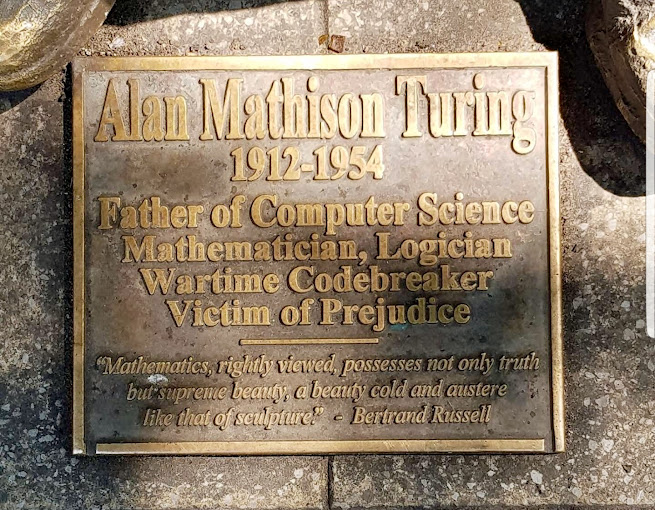 Alan Mathison Turing
1912-1954
Father of Computer Science
Mathematician, Logician
Wartime Codebreaker
Victim of Prejudice
“Mathematics, rightly viewed, possesses not only truth
but supreme beauty, a beauty cold and austere
like that of sculpture.” - Bertrand Russell